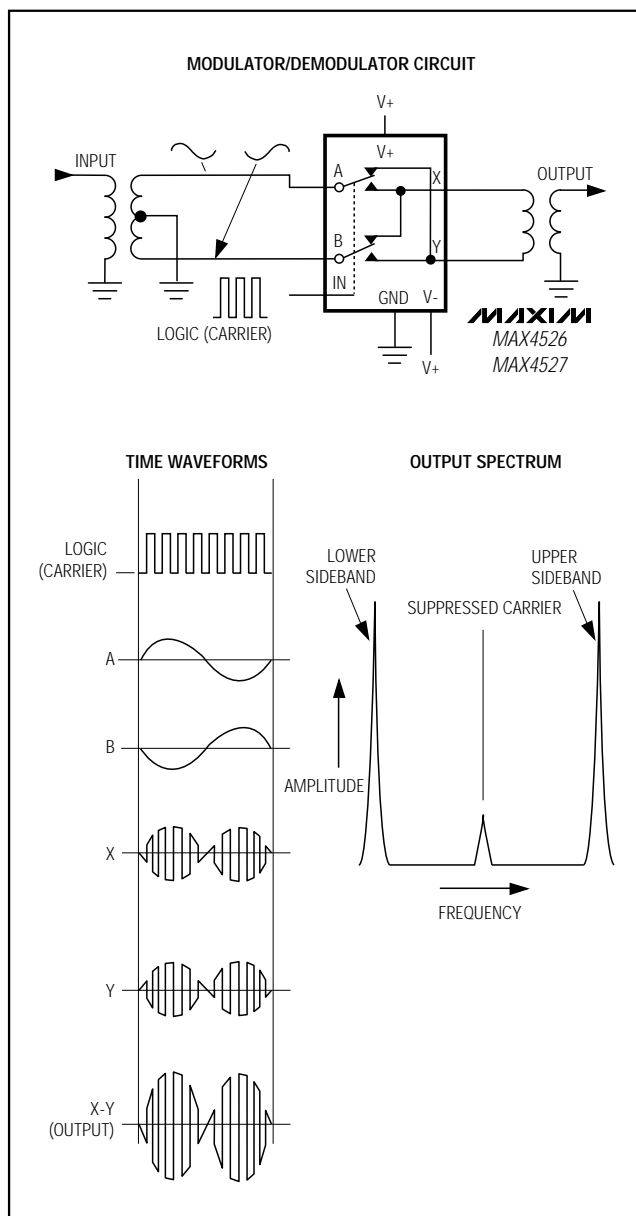 MODULATOR/DEMODULATOR CIRCUIT
V+
INPUT
A
V+
X
OUTPUT
B
Y
IN
GND
V-
LOGIC (CARRIER)
V+
MAXIM
MAX4526
MAX4527
TIME WAVEFORMS
LOGIC
(CARRIER)
A
B
X
Y
X-Y
(OUTPUT)
OUTPUT SPECTRUM
LOWER
SIDEBAND
SUPPRESSED CARRIER
UPPER
SIDEBAND
AMPLITUDE
FREQUENCY